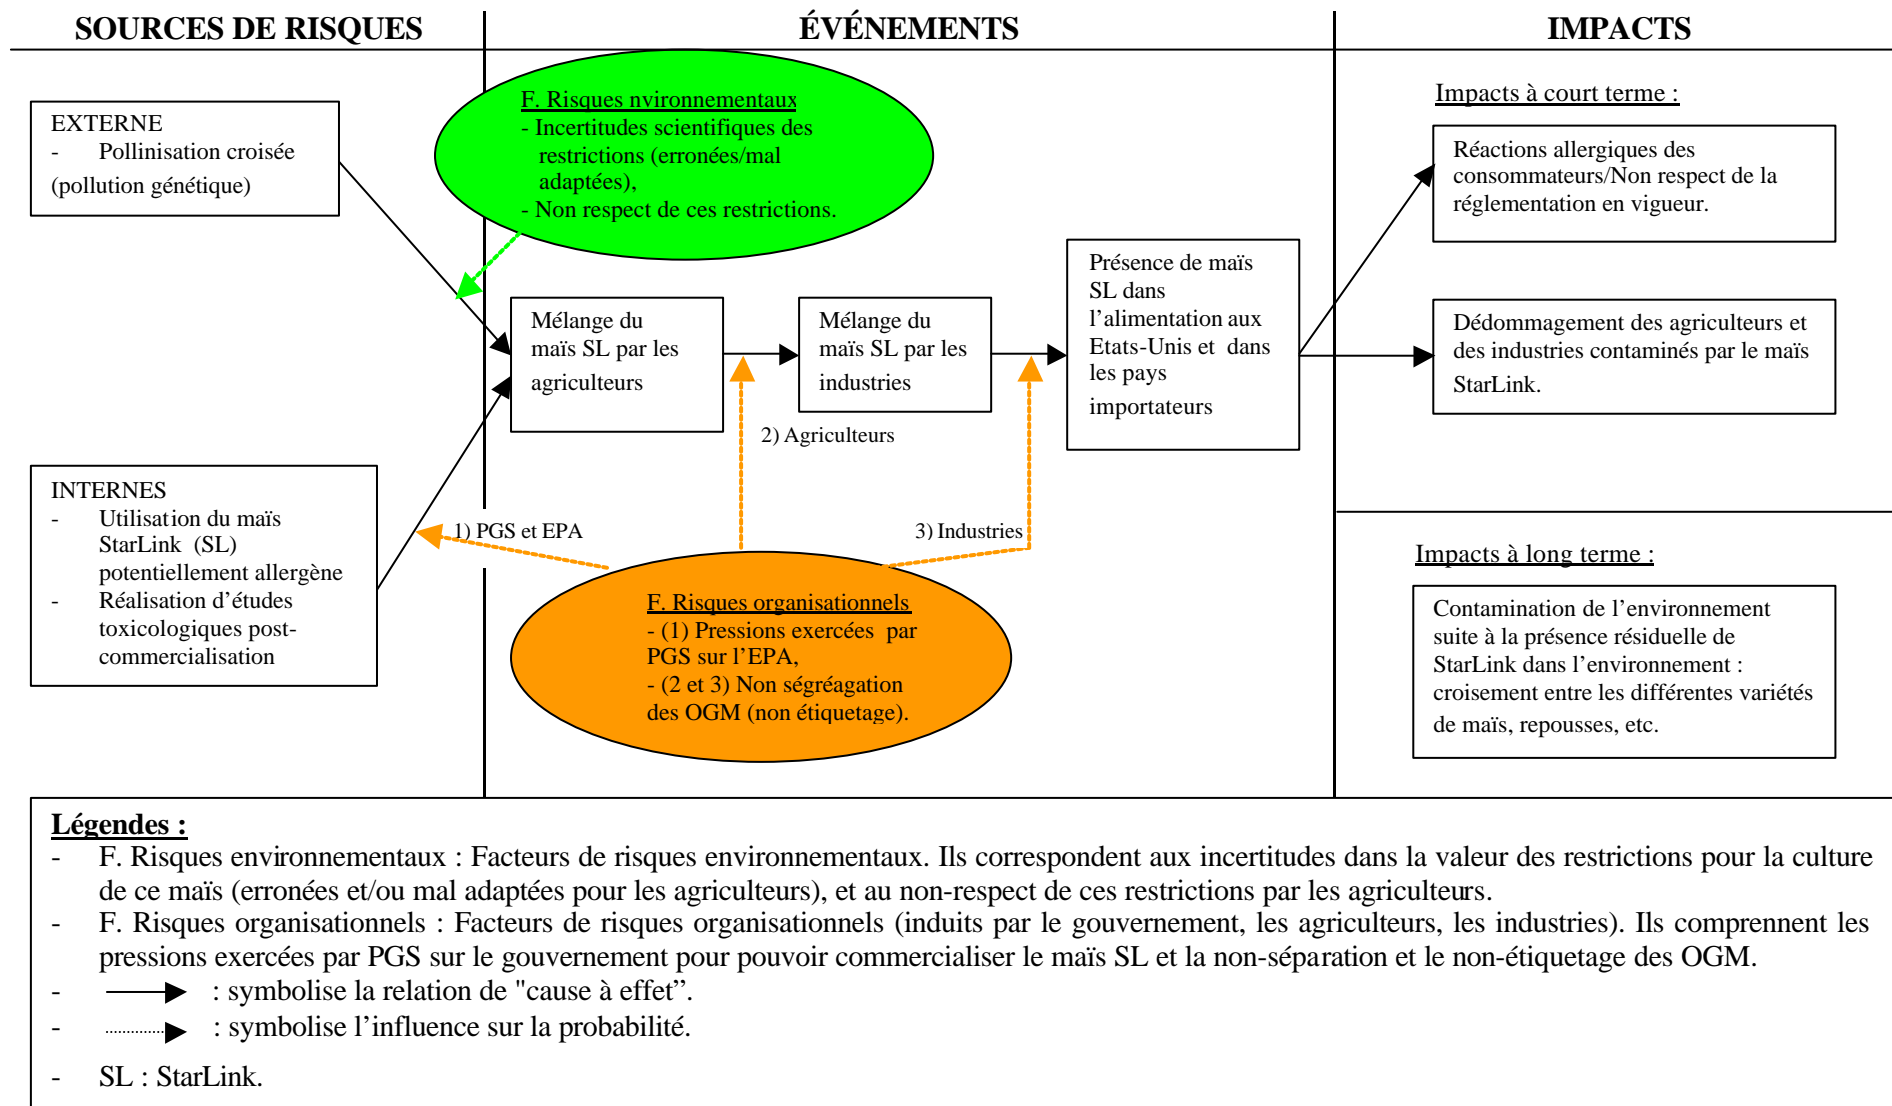 SOURCES DE RISQUES
ÉVÉNEMENTS
IMPACTS
EXTERNE
- Pollinisation croisée
(pollution génétique)
F. Risques nvironnementaux
- Incertitudes scientifiques des
restrictions (erronées/mal
adaptées),
- Non respect de ces restrictions.
Impacts à court terme :
Réactions allergiques des
consommateurs/Non respect de la
réglementation en vigueur.
Mélange du
maïs SL par les
agriculteurs
Mélange du
maïs SL par les
industries
Présence de maïs
SL dans
l’alimentation aux
Etats-Unis et dans
les pays
importateurs
Dédommagement des agriculteurs et
des industries contaminés par le maïs
StarLink.
2) Agriculteurs
INTERNES
- Utilisation du maïs
StarLink (SL)
potentiellement allergène
- Réalisation d’études
toxicologiques post-
commercialisation
1) PGS et EPA
3) Industries
F. Risques organisationnels
- (1) Pressions exercées par
PGS sur l’EPA,
- (2 et 3) Non ségréagation
des OGM (non étiquetage).
Impacts à long terme :
Contamination de l’environnement
suite à la présence résiduelle de
StarLink dans l’environnement :
croisement entre les différentes variétés
de maïs, repousses, etc.
Légendes :
- F. Risques environnementaux : Facteurs de risques environnementaux. Ils correspondent aux incertitudes dans la valeur des restrictions pour la culture
de ce maïs (erronées et/ou mal adaptées pour les agriculteurs), et au non-respect de ces restrictions par les agriculteurs.
- F. Risques organisationnels : Facteurs de risques organisationnels (induits par le gouvernement, les agriculteurs, les industries). Ils comprennent les
pressions exercées par PGS sur le gouvernement pour pouvoir commercialiser le maïs SL et la non-séparation et le non-étiquetage des OGM.
- : symbolise la relation de "cause à effet”.
- : symbolise l’influence sur la probabilité.
- SL : StarLink.